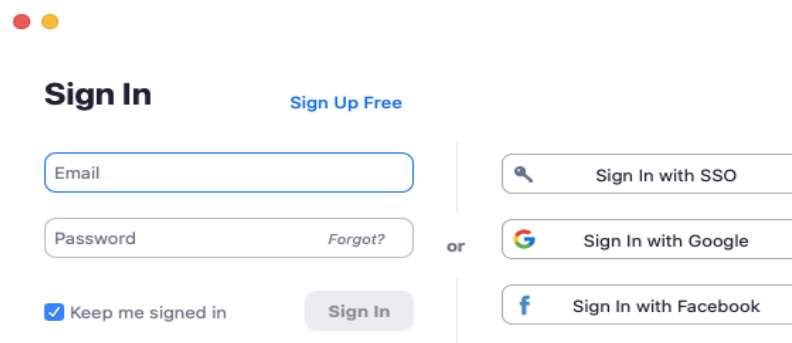 Sign In
Sign Up Free
Email
Password Forgot?
Keep me signed in
Sign In
or
Sign In with SSO
Sign In with Google
Sign In with Facebook